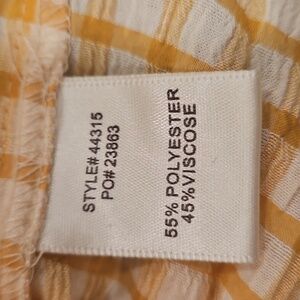 STYLE# 44315
PO# 23863
55% POLYESTER
45% VISCOSE